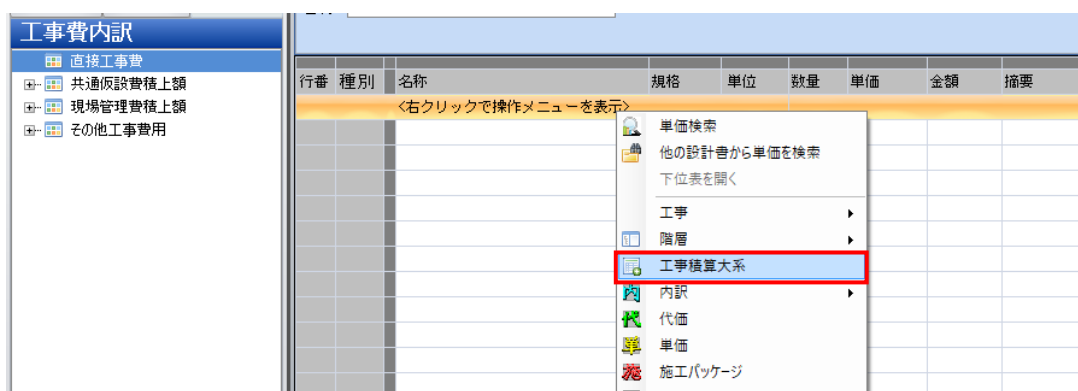 工事費内訳
直接工事費
共通仮設費積上額
現場管理費積上額
その他工事費用
行番 種別 名称 規格 単位 数量 単価 金額 摘要
<右クリックで操作メニューを表示>
単価検索
他の設計書から単価を検索
下位表を開く
工事
階層
工事積算大系
内訳
代価
単価
施工パッケージ